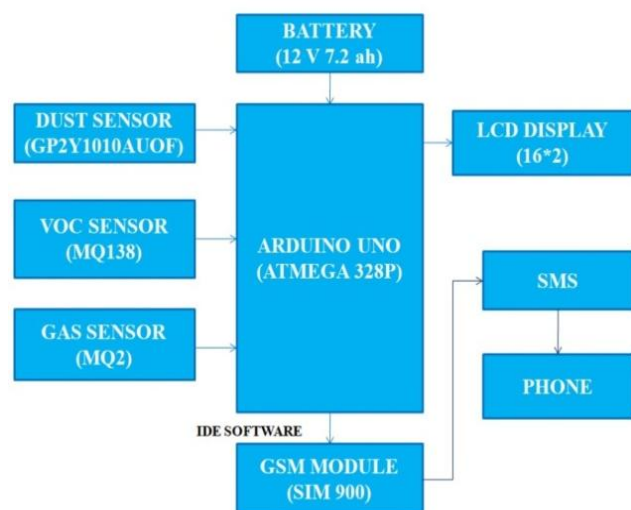 BATTERY
(12 V 7.2 ah)
DUST SENSOR
(GP2Y1010AUOF)
LCD DISPLAY
(16*2)
VOC SENSOR
(MQ138)
ARDUINO UNO
(ATMEGA 328P)
SMS
GAS SENSOR
(MQ2)
PHONE
IDE SOFTWARE
GSM MODULE
(SIM 900)